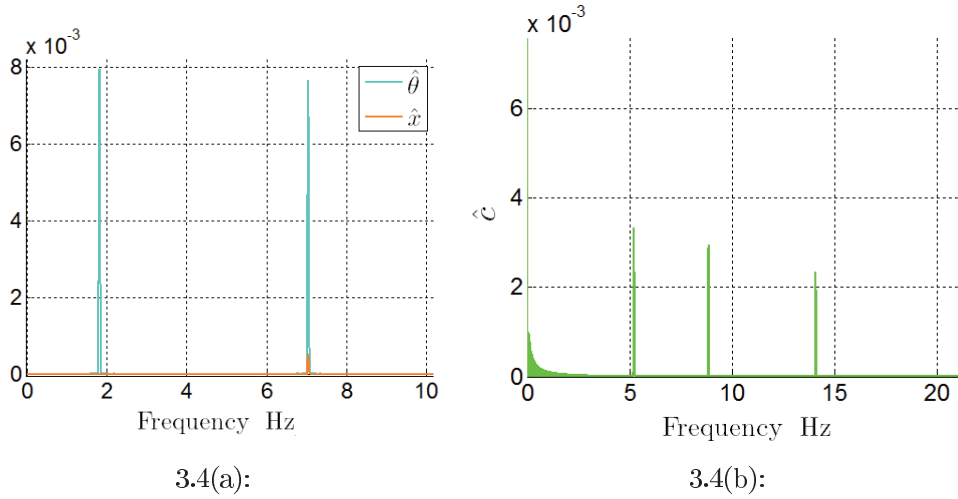 x 10⁻³
8
6
4
2
0
0 2 4 6 8 10
θ̂
x̂
Frequency Hz
3.4(a):
x 10⁻³
6
4
2
0
ĉ
0 5 10 15 20
Frequency Hz
3.4(b):